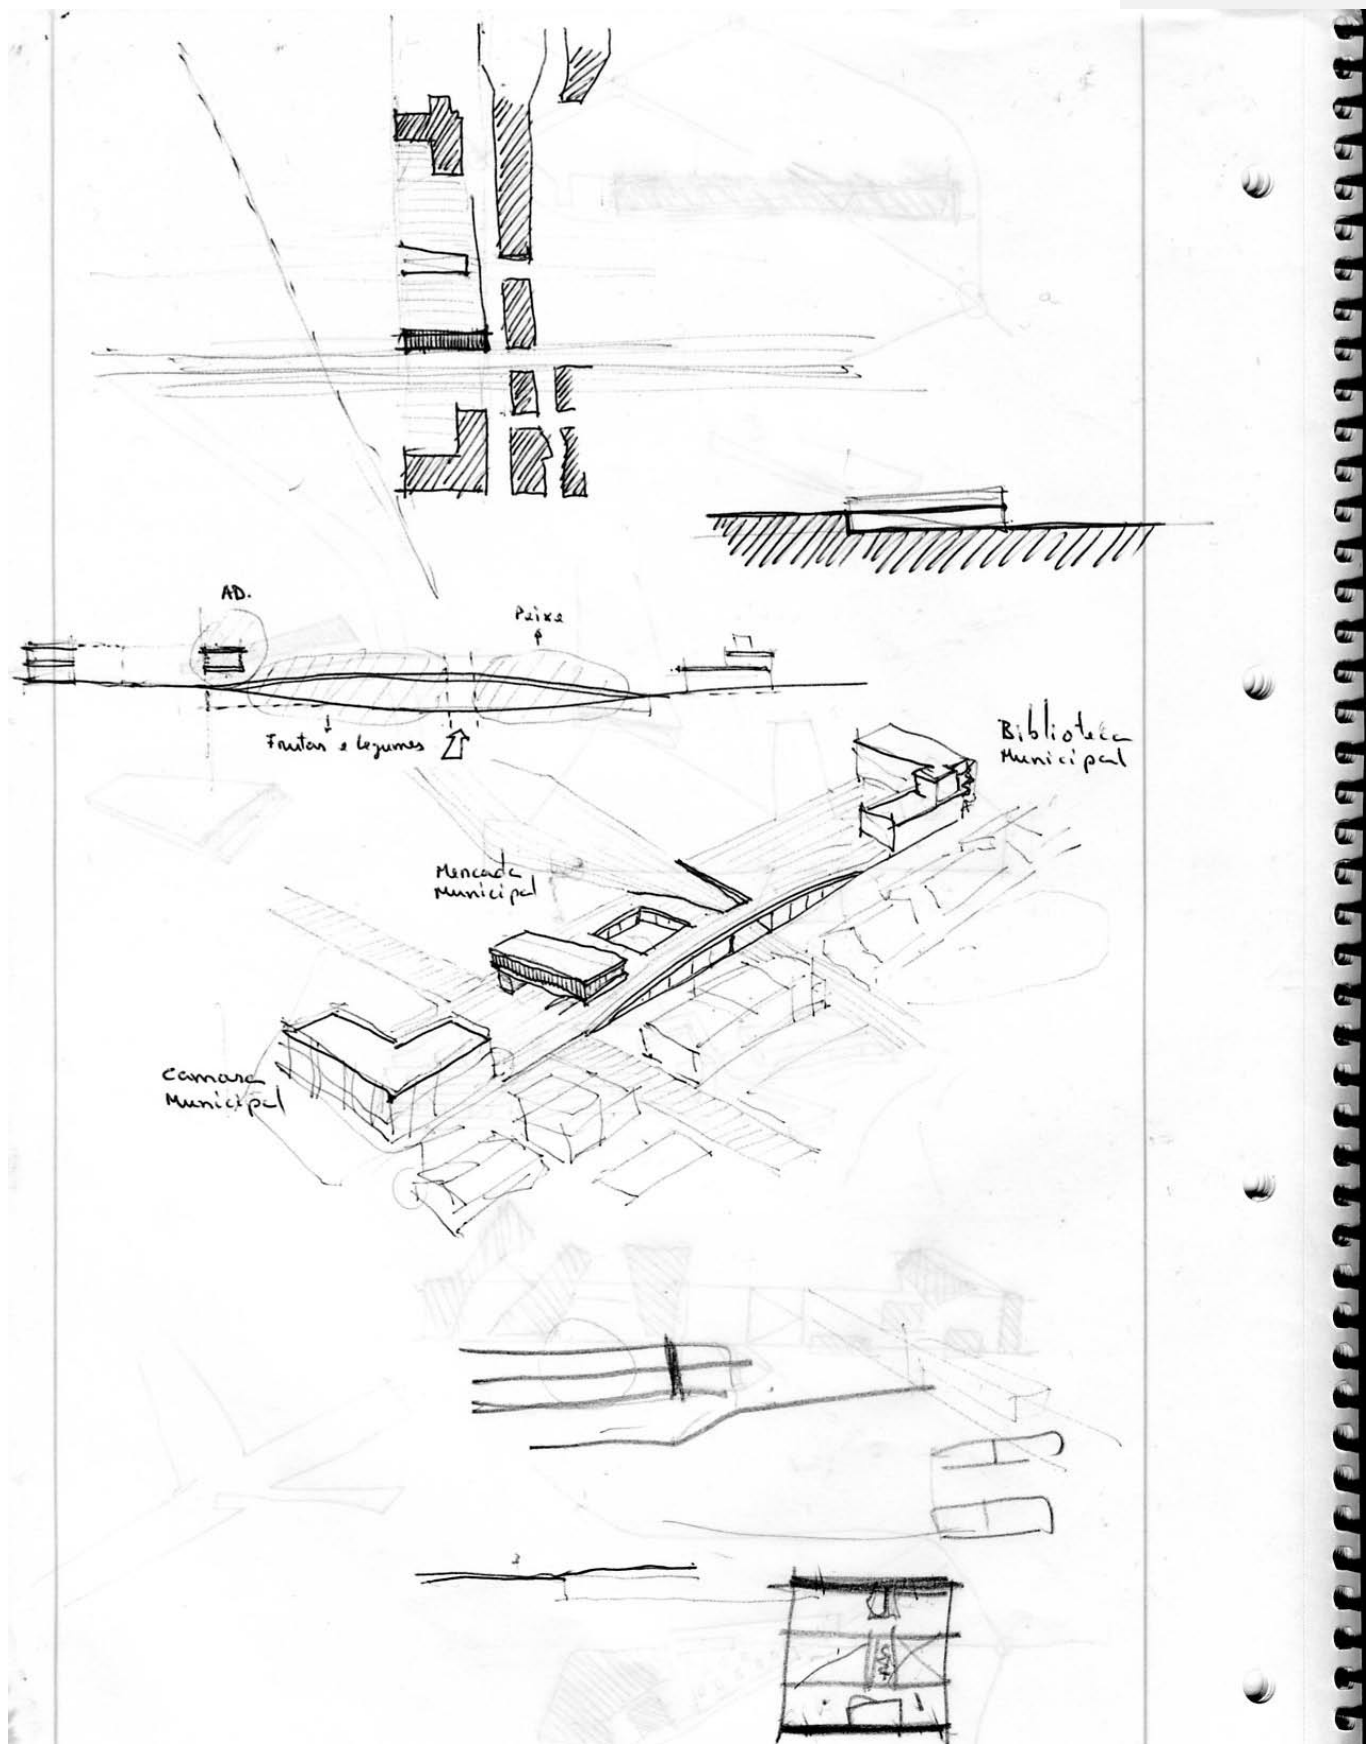 AD.
Peixe
Frutas e legumes
Biblioteca
Municipal
Mercado
Municipal
Camara
Municipal